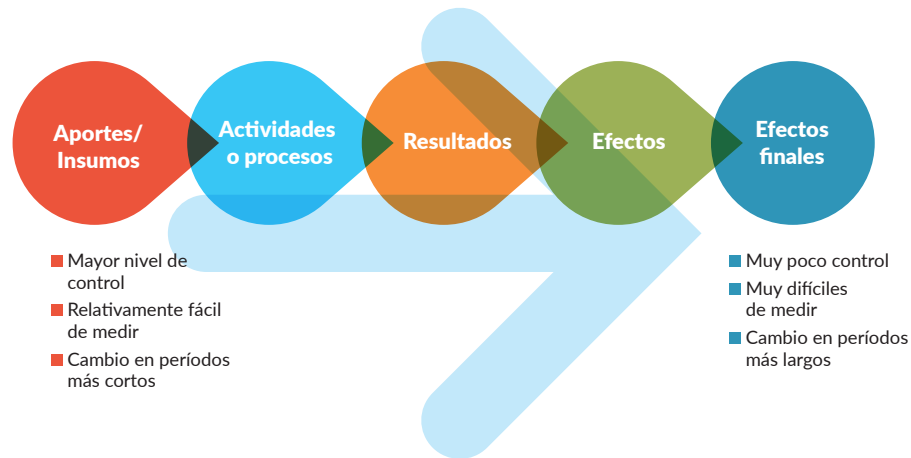 Aportes/
Insumos
Actividades
o procesos
Resultados
Efectos
Efectos
finales
Mayor nivel de
control
Relativamente fácil
de medir
Cambio en períodos
más cortos
Muy poco control
Muy difíciles
de medir
Cambio en períodos
más largos